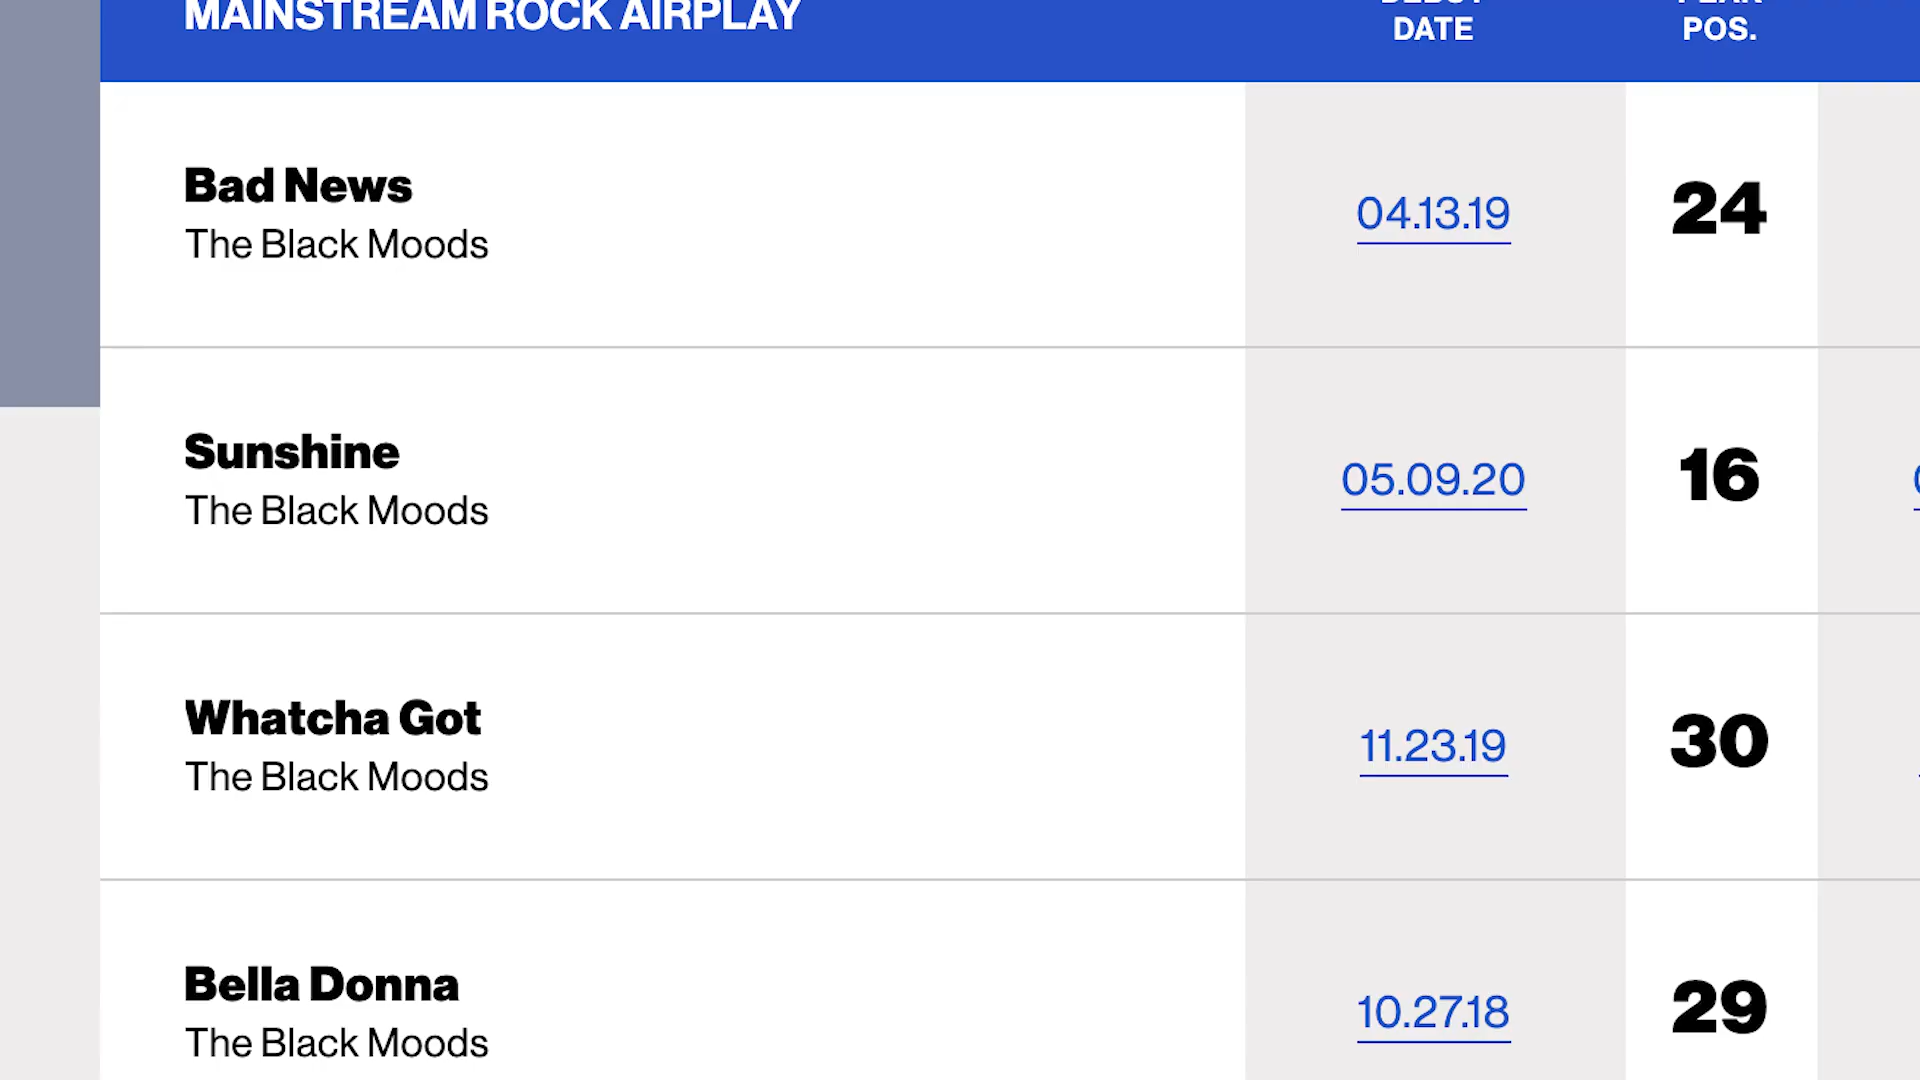 MAINSTREAM ROCK AIRPLAY
DEBUT
DATE
PEAK
POS.
Bad News
The Black Moods
04.13.19
24
Sunshine
The Black Moods
05.09.20
16
Whatcha Got
The Black Moods
11.23.19
30
Bella Donna
The Black Moods
10.27.18
29